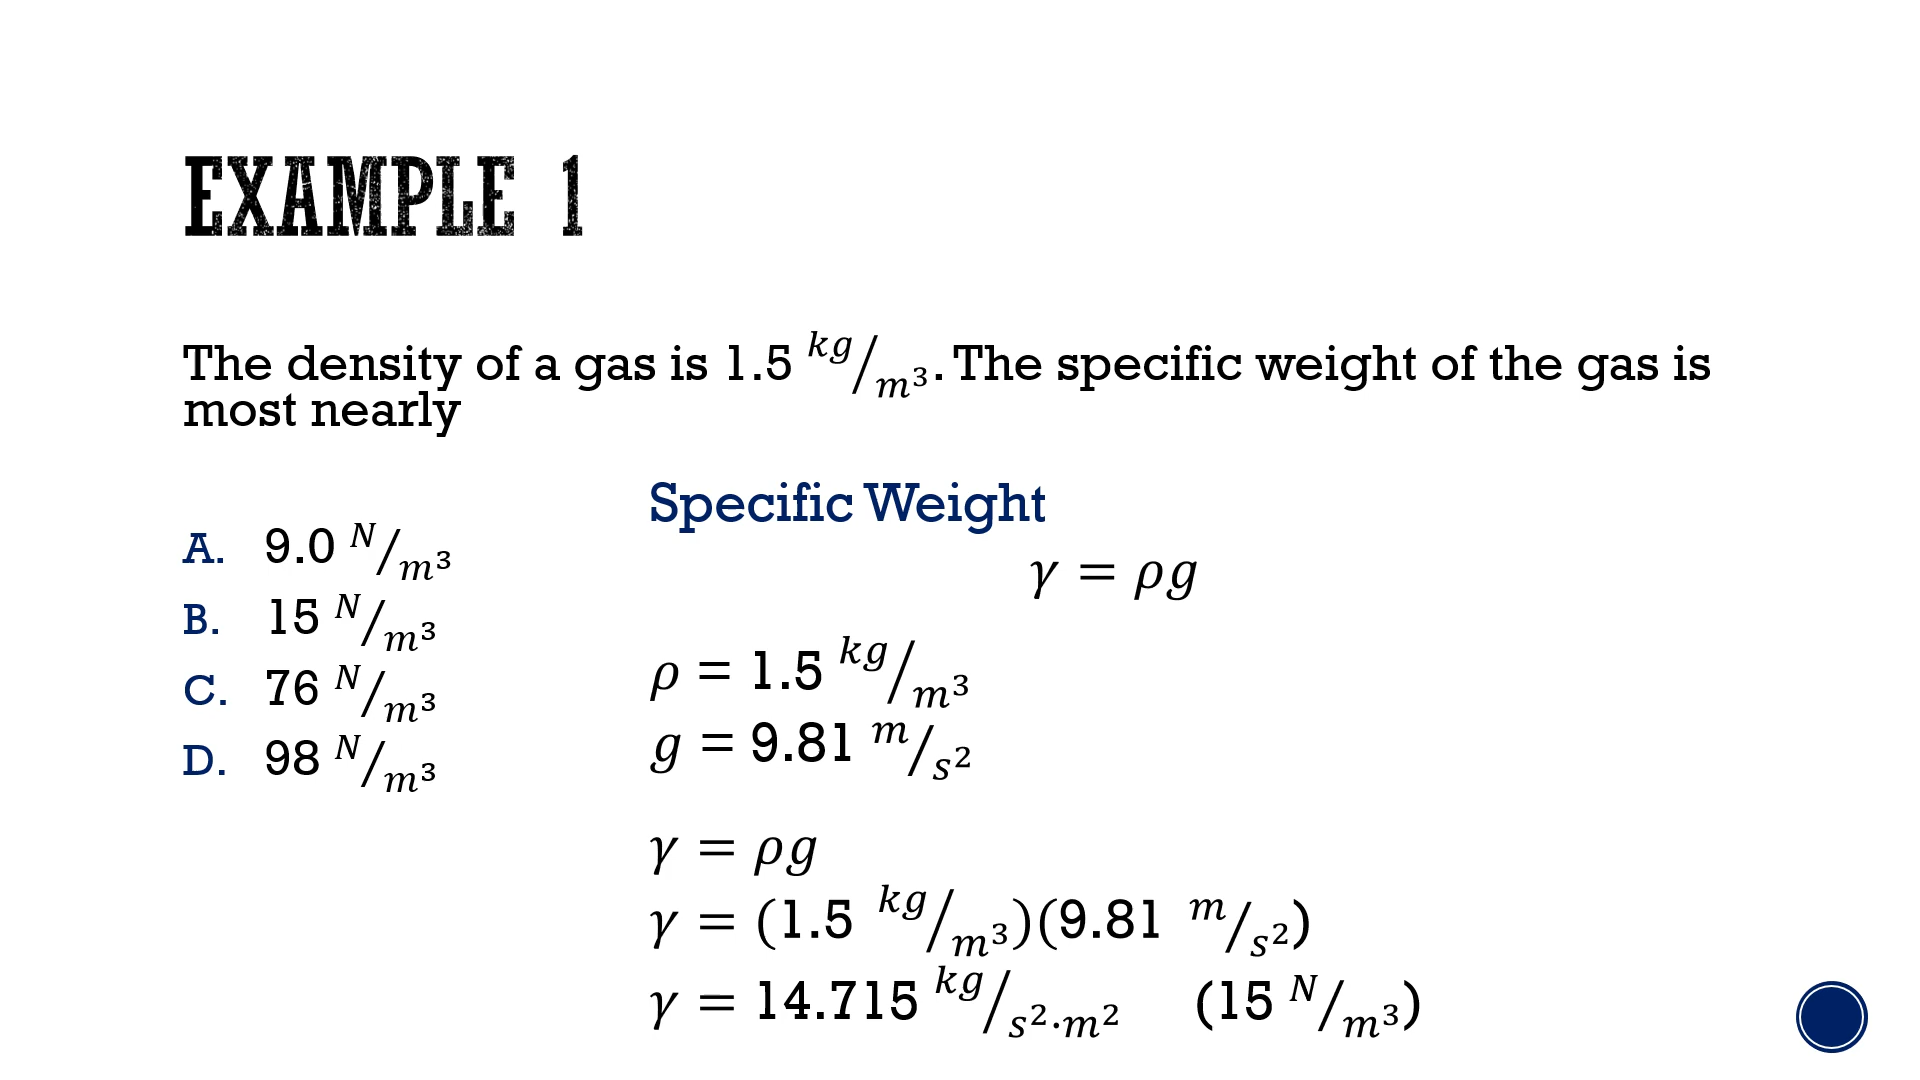 EXAMPLE 1
The density of a gas is 1.5 kg/m³. The specific weight of the gas is
most nearly
A. 9.0 N/m³
B. 15 N/m³
C. 76 N/m³
D. 98 N/m³
Specific Weight
γ = ρg
ρ = 1.5 kg/m³
g = 9.81 m/s²
γ = ρg
γ = (1.5 kg/m³)(9.81 m/s²)
γ = 14.715 kg/s²·m² (15 N/m³)